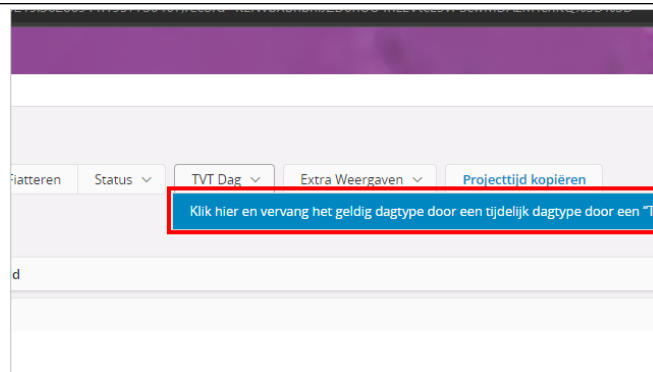 Fiatteren Status TVT Dag Extra Weergaven Projecttijd kopiëren
Klik hier en vervang het geldig dagtype door een tijdelijk dagtype door een “T
d